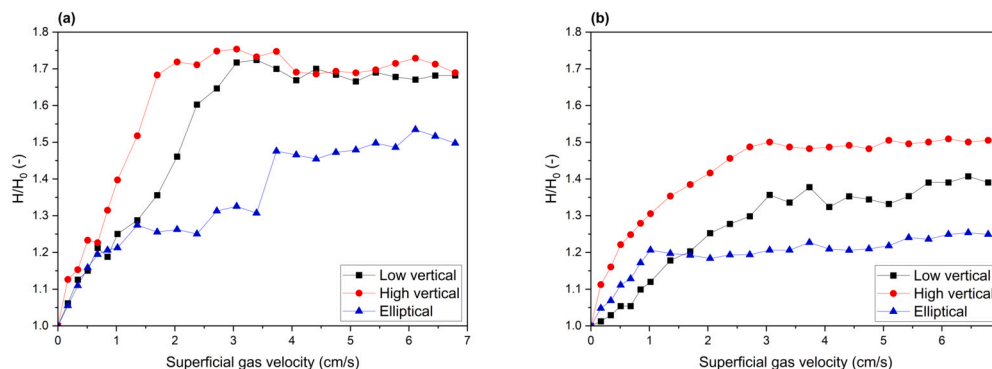 (a)
1.8
1.7
1.6
1.5
1.4
1.3
1.2
1.1
1.0
H/H₀ (-)
0 1 2 3 4 5 6 7
Superficial gas velocity (cm/s)
Low vertical
High vertical
Elliptical
(b)
1.8
1.7
1.6
1.5
1.4
1.3
1.2
1.1
1.0
H/H₀ (-)
0 1 2 3 4 5 6
Superficial gas velocity (cm/s)
Low vertical
High vertical
Elliptical